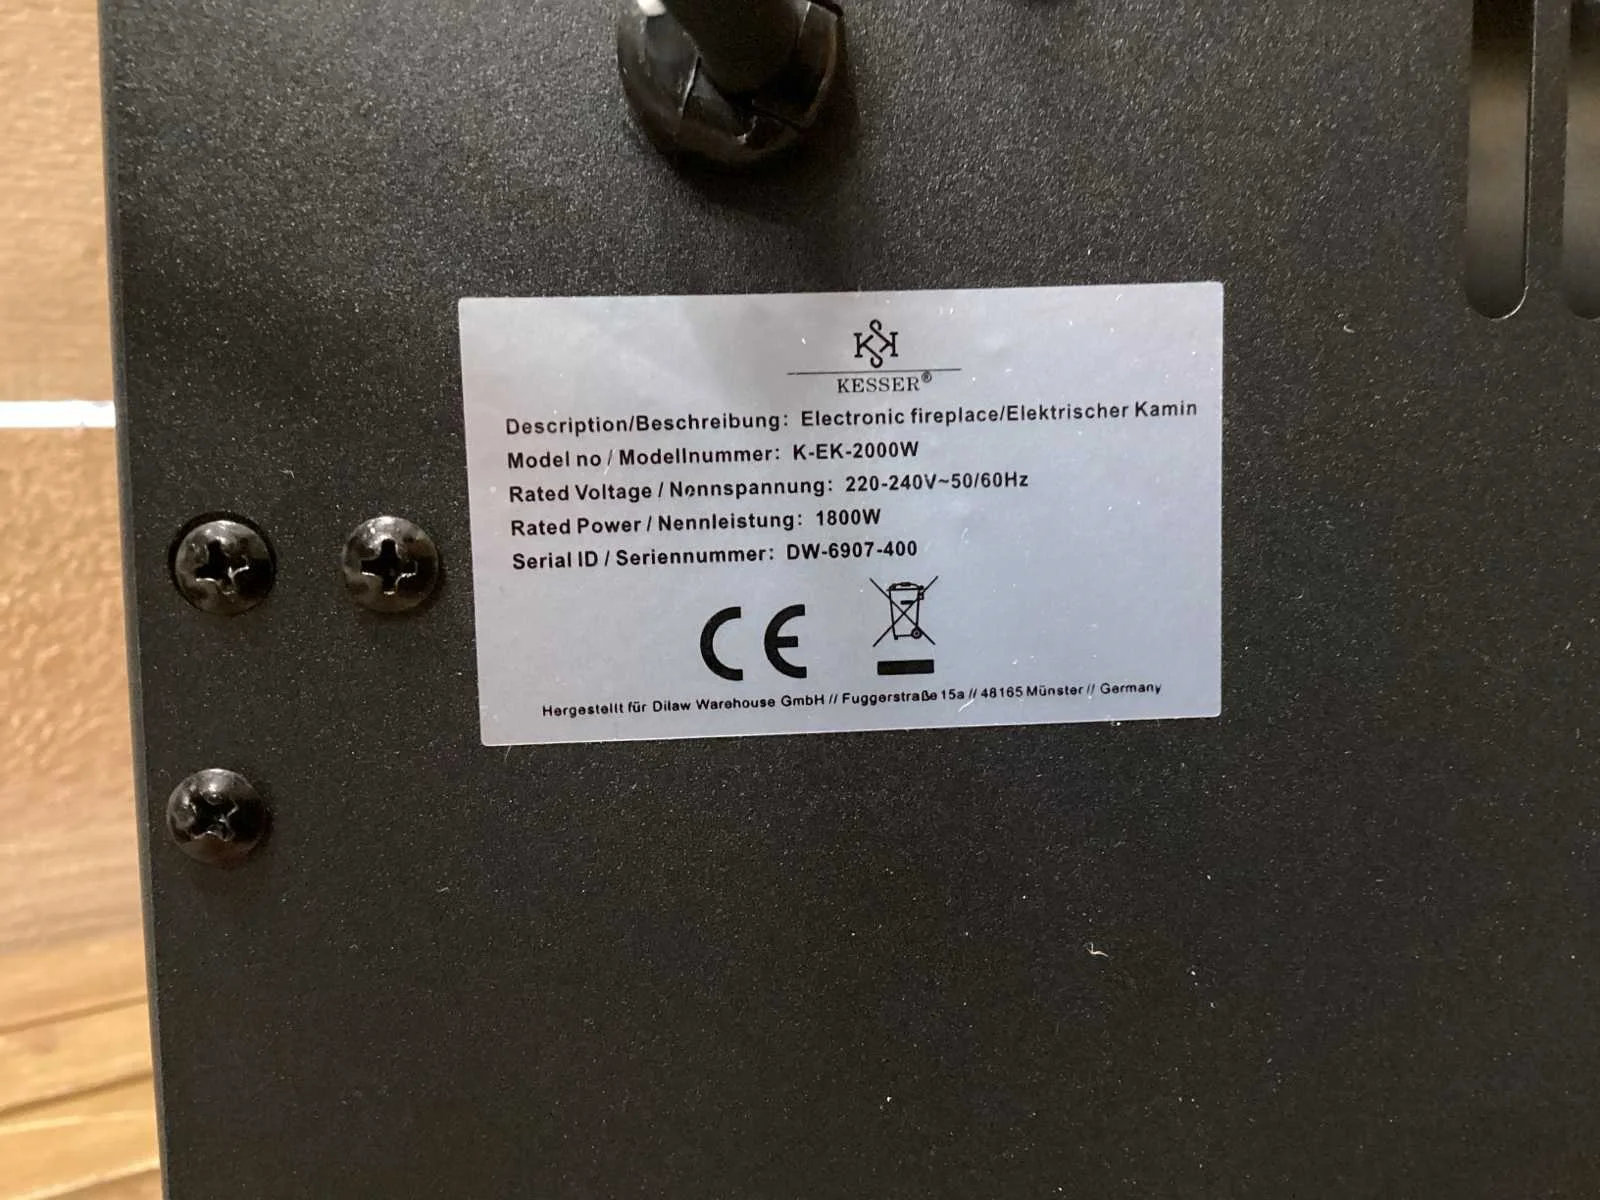 KSK
KESSER®
Description/Beschreibung: Electronic fireplace/Elektrischer Kamin
Model no / Modellnummer: K-EK-2000W
Rated Voltage / Nennspannung: 220-240V~50/60Hz
Rated Power / Nennleistung: 1800W
Serial ID / Seriennummer: DW-6907-400
CE
Hergestellt für Dilaw Warehouse GmbH // Fuggerstraße 15a // 48165 Münster // Germany